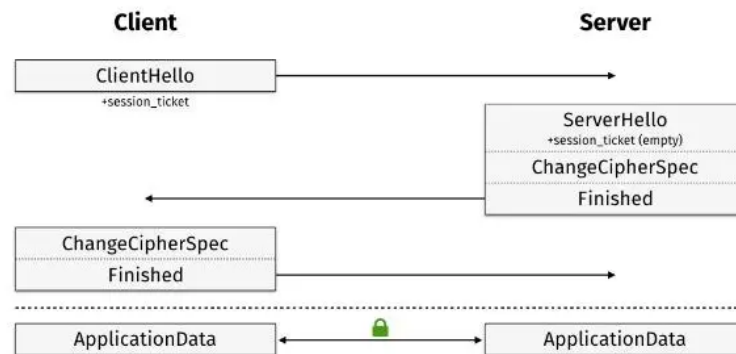 Client
Server
ClientHello
+session_ticket
ServerHello
+session_ticket (empty)
ChangeCipherSpec
Finished
ChangeCipherSpec
Finished
ApplicationData
ApplicationData